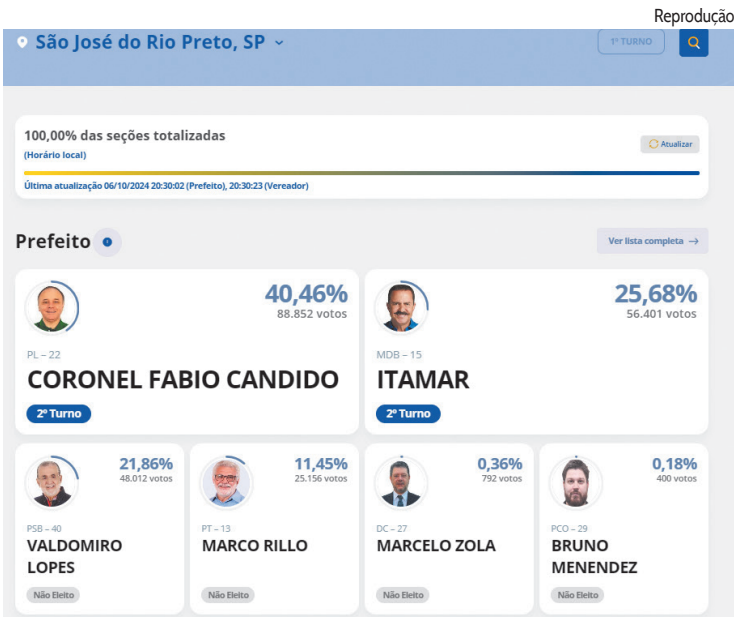 Reprodução
São José do Rio Preto, SP
1º TURNO
100,00% das seções totalizadas
(Horário local)
Atualizar
Última atualização 06/10/2024 20:30:02 (Prefeito), 20:30:23 (Vereador)
Prefeito
Ver lista completa →
40,46%
88.852 votos
PL – 22
CORONEL FABIO CANDIDO
2º Turno
25,68%
56.401 votos
MDB – 15
ITAMAR
2º Turno
21,86%
48.012 votos
PSB – 40
VALDOMIRO
LOPES
Não Eleito
11,45%
25.156 votos
PT – 13
MARCO RILLO
Não Eleito
0,36%
792 votos
DC – 27
MARCELO ZOLA
Não Eleito
0,18%
400 votos
PCO – 29
BRUNO
MENENDEZ
Não Eleito